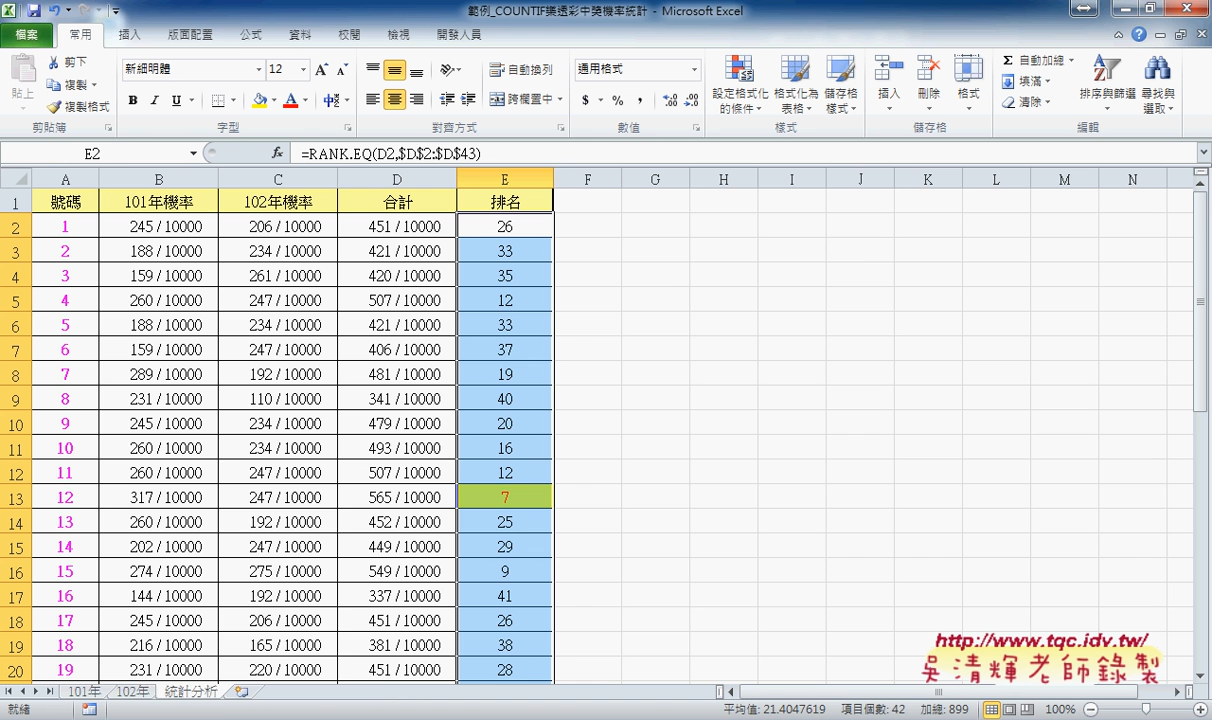 範例_COUNTIF樂透彩中獎機率統計 - Microsoft Excel
檔案 常用 插入 版面配置 公式 資料 校閱 檢視 開發人員
貼上 剪下 複製 複製格式 剪貼簿
新細明體 12 B I U 字型
自動換列 跨欄置中 對齊方式
通用格式 $ % , 數值
設定格式化的條件 格式化為表格 儲存格樣式 樣式
插入 刪除 格式 儲存格
Σ 自動加總 填滿 清除 排序與篩選 尋找與選取 編輯
E2 fx =RANK.EQ(D2,$D$2:$D$43)
A B C D E F G H I J K L M N
1 號碼 101年機率 102年機率 合計 排名
2 1 245 / 10000 206 / 10000 451 / 10000 26
3 2 188 / 10000 234 / 10000 421 / 10000 33
4 3 159 / 10000 261 / 10000 420 / 10000 35
5 4 260 / 10000 247 / 10000 507 / 10000 12
6 5 188 / 10000 234 / 10000 421 / 10000 33
7 6 159 / 10000 247 / 10000 406 / 10000 37
8 7 289 / 10000 192 / 10000 481 / 10000 19
9 8 231 / 10000 110 / 10000 341 / 10000 40
10 9 245 / 10000 234 / 10000 479 / 10000 20
11 10 260 / 10000 234 / 10000 493 / 10000 16
12 11 260 / 10000 247 / 10000 507 / 10000 12
13 12 317 / 10000 247 / 10000 565 / 10000 7
14 13 260 / 10000 192 / 10000 452 / 10000 25
15 14 202 / 10000 247 / 10000 449 / 10000 29
16 15 274 / 10000 275 / 10000 549 / 10000 9
17 16 144 / 10000 192 / 10000 337 / 10000 41
18 17 245 / 10000 206 / 10000 451 / 10000 26
19 18 216 / 10000 165 / 10000 381 / 10000 38
20 19 231 / 10000 220 / 10000 451 / 10000 28
http://www.tqc.idv.tw/
吳清輝老師錄製
101年 102年 統計分析
就緒 平均值: 21.4047619 項目個數: 42 加總: 899 100%